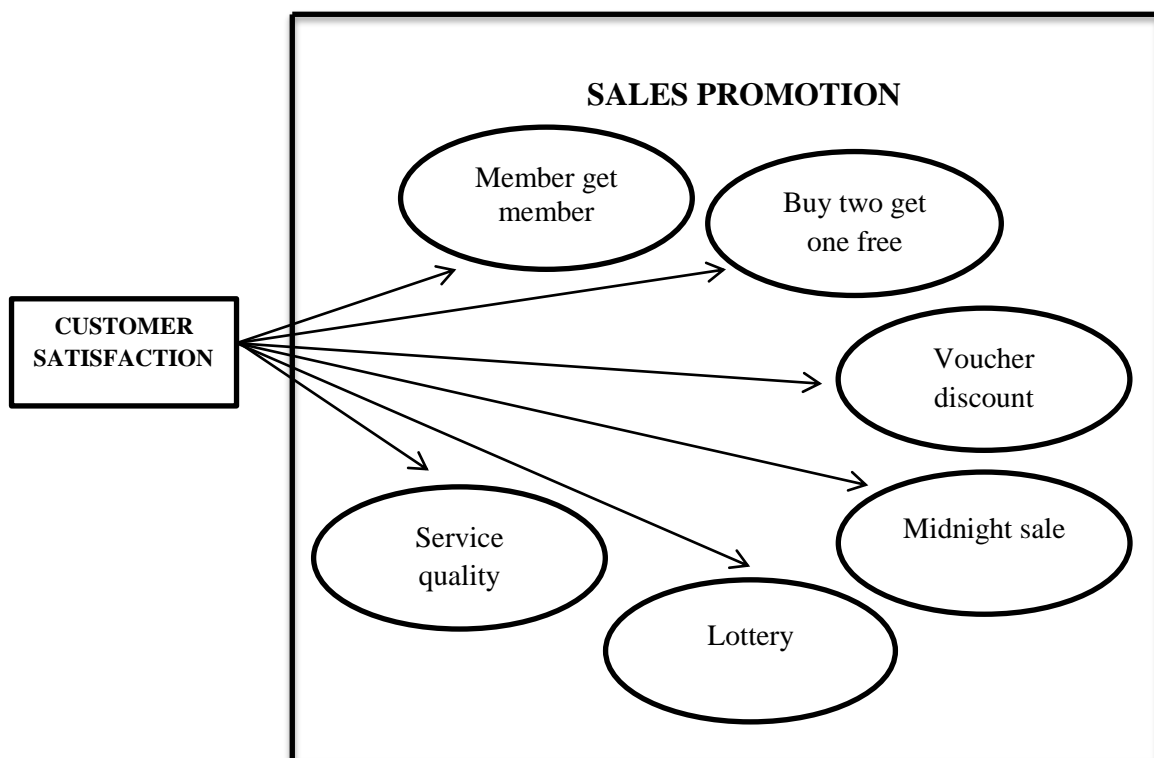 SALES PROMOTION
Member get
member
Buy two get
one free
CUSTOMER
SATISFACTION
Voucher
discount
Midnight sale
Service
quality
Lottery